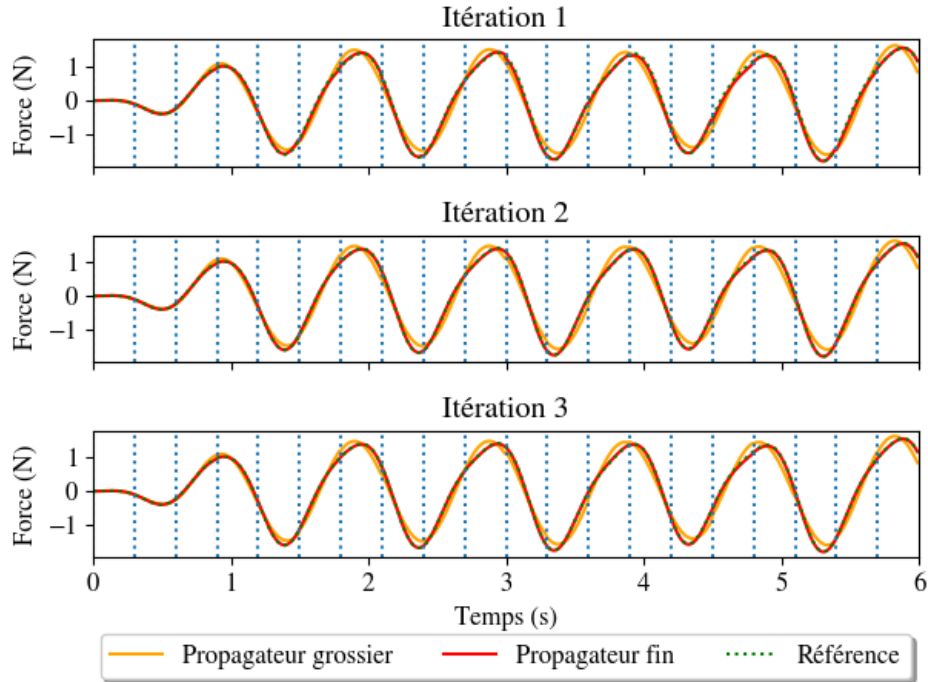 Itération 1
Force (N)
1
0
−1
Itération 2
Force (N)
1
0
−1
Itération 3
Force (N)
1
0
−1
0 1 2 3 4 5 6
Temps (s)
Propagateur grossier Propagateur fin Référence